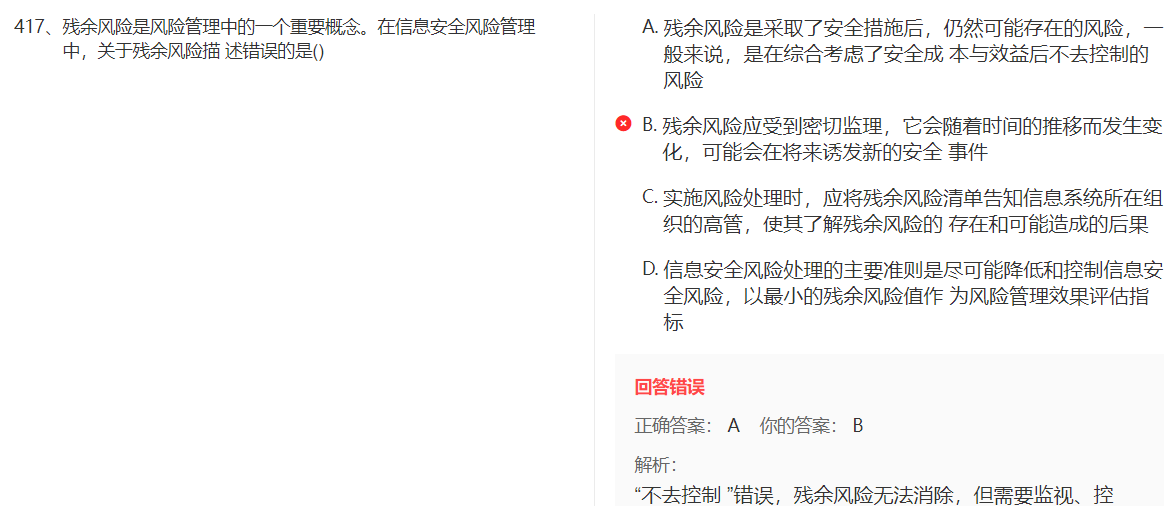 417、残余风险是风险管理中的一个重要概念。在信息安全风险管理
中，关于残余风险描 述错误的是()
A. 残余风险是采取了安全措施后，仍然可能存在的风险，一
般来说，是在综合考虑了安全成 本与效益后不去控制的
风险
B. 残余风险应受到密切监理，它会随着时间的推移而发生变
化，可能会在将来诱发新的安全 事件
C. 实施风险处理时，应将残余风险清单告知信息系统所在组
织的高管，使其了解残余风险的 存在和可能造成的后果
D. 信息安全风险处理的主要准则是尽可能降低和控制信息安
全风险，以最小的残余风险值作 为风险管理效果评估指
标
回答错误
正确答案： A 你的答案： B
解析：
“不去控制 ”错误，残余风险无法消除，但需要监视、控